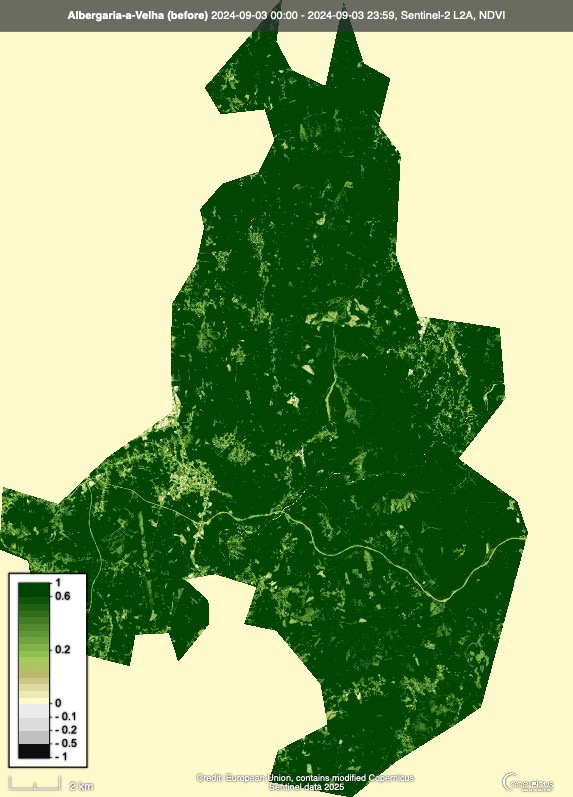 Albergaria-a-Velha (before) 2024-09-03 00:00 - 2024-09-03 23:59, Sentinel-2 L2A, NDVI
1
0.6
0.2
0
- 0.1
- 0.2
- 0.5
- 1
2 km
Credit: European Union, contains modified Copernicus
Sentinel data 2025
opernicus